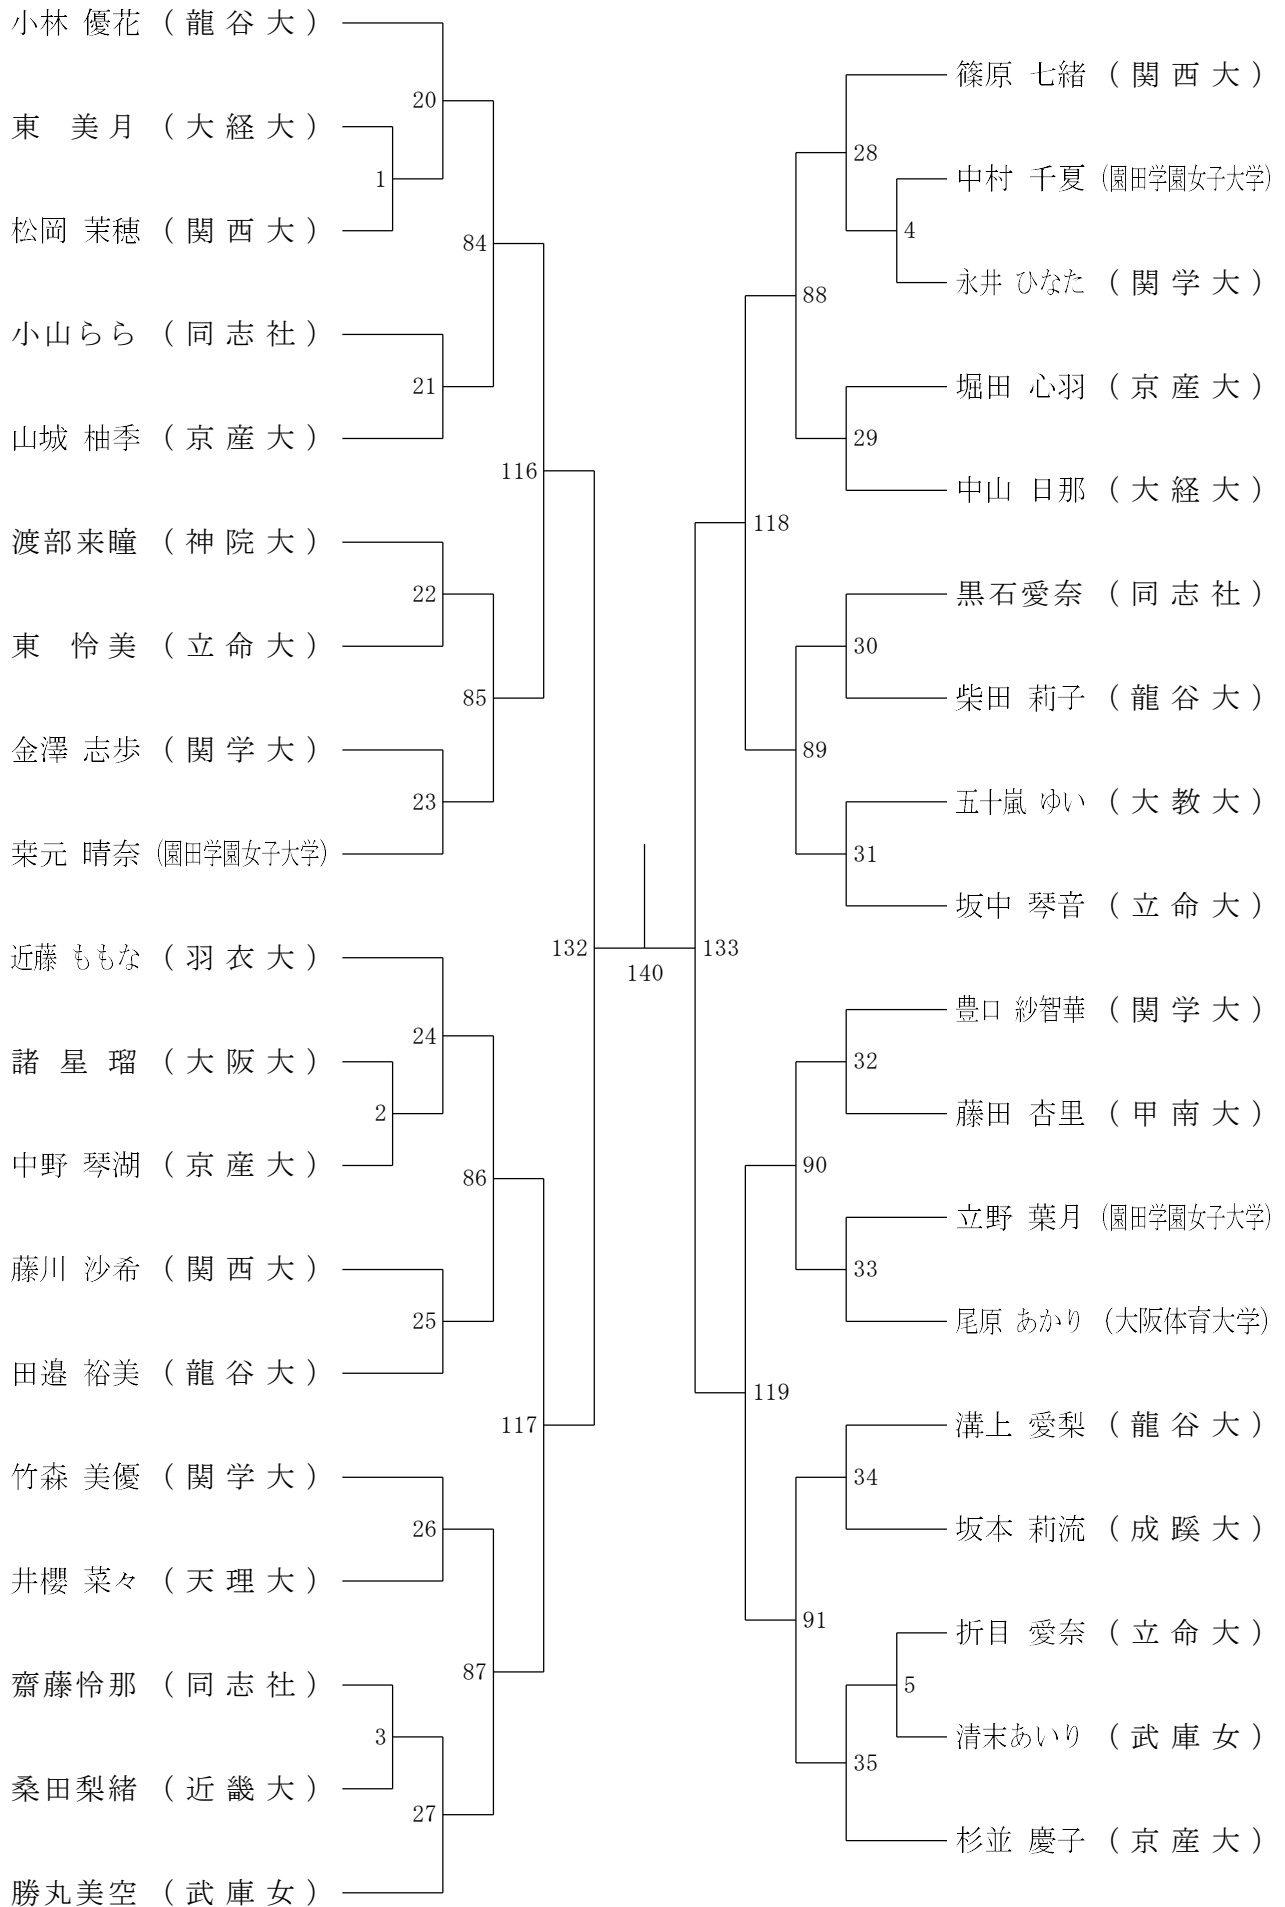 小林 優花 (龍谷大)
東 美月 (大経大)
松岡 茉穂 (関西大)
小山らら (同志社)
山城 柚季 (京産大)
渡部来瞳 (神院大)
東 怜美 (立命大)
金澤 志歩 (関学大)
桒元 晴奈 (園田学園女子大学)
近藤 ももな (羽衣大)
諸星 瑠 (大阪大)
中野 琴湖 (京産大)
藤川 沙希 (関西大)
田邉 裕美 (龍谷大)
竹森 美優 (関学大)
井櫻 菜々 (天理大)
齋藤怜那 (同志社)
桑田梨緒 (近畿大)
勝丸美空 (武庫女)
1
2
3
20
21
22
23
24
25
26
27
84
85
86
87
116
117
132
140
133
118
119
88
89
90
91
28
29
30
31
32
33
34
35
4
5
篠原 七緒 (関西大)
中村 千夏 (園田学園女子大学)
永井 ひなた (関学大)
堀田 心羽 (京産大)
中山 日那 (大経大)
黒石愛奈 (同志社)
柴田 莉子 (龍谷大)
五十嵐 ゆい (大教大)
坂中 琴音 (立命大)
豊口 紗智華 (関学大)
藤田 杏里 (甲南大)
立野 葉月 (園田学園女子大学)
尾原 あかり (大阪体育大学)
溝上 愛梨 (龍谷大)
坂本 莉流 (成蹊大)
折目 愛奈 (立命大)
清末あいり (武庫女)
杉並 慶子 (京産大)